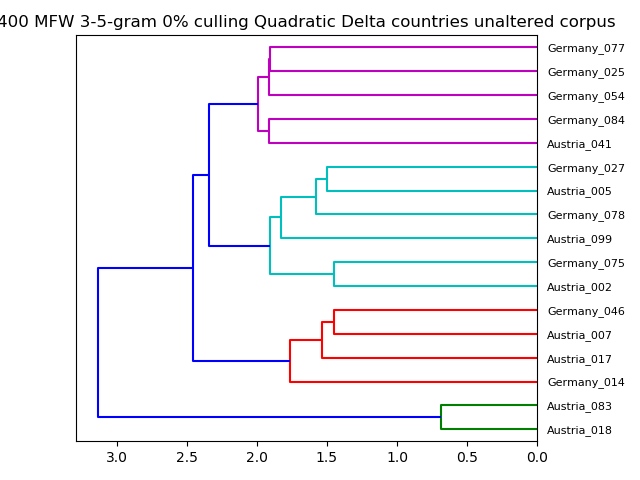 400 MFW 3-5-gram 0% culling Quadratic Delta countries unaltered corpus
Germany_077
Germany_025
Germany_054
Germany_084
Austria_041
Germany_027
Austria_005
Germany_078
Austria_099
Germany_075
Austria_002
Germany_046
Austria_007
Austria_017
Germany_014
Austria_083
Austria_018
3.0 2.5 2.0 1.5 1.0 0.5 0.0